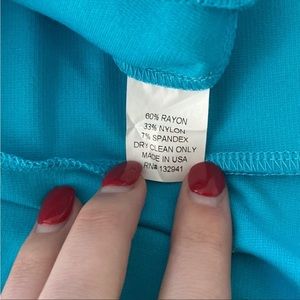 60% RAYON
33% NYLON
7% SPANDEX
DRY CLEAN ONLY
MADE IN USA
RN# 132941